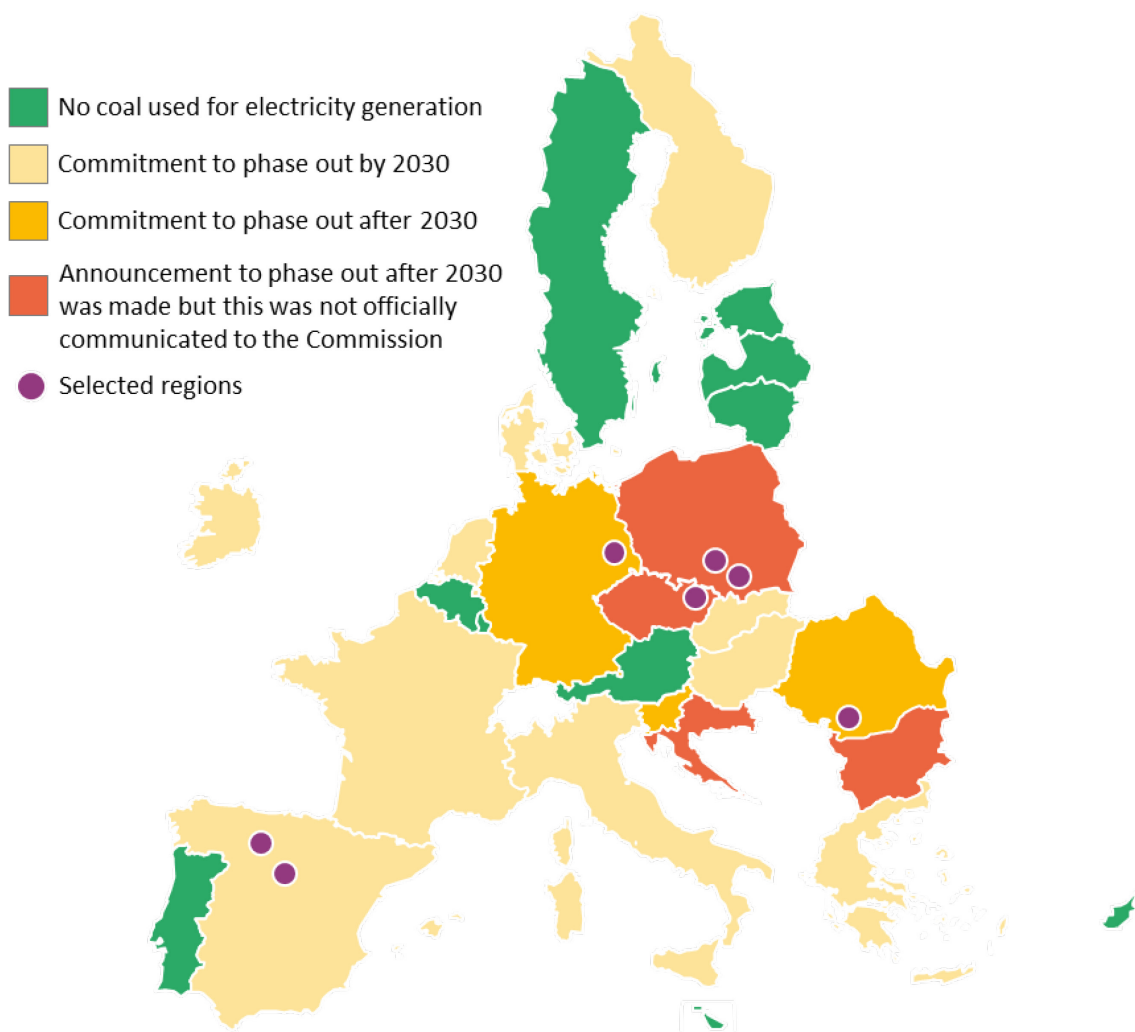 No coal used for electricity generation
Commitment to phase out by 2030
Commitment to phase out after 2030
Announcement to phase out after 2030
was made but this was not officially
communicated to the Commission
Selected regions